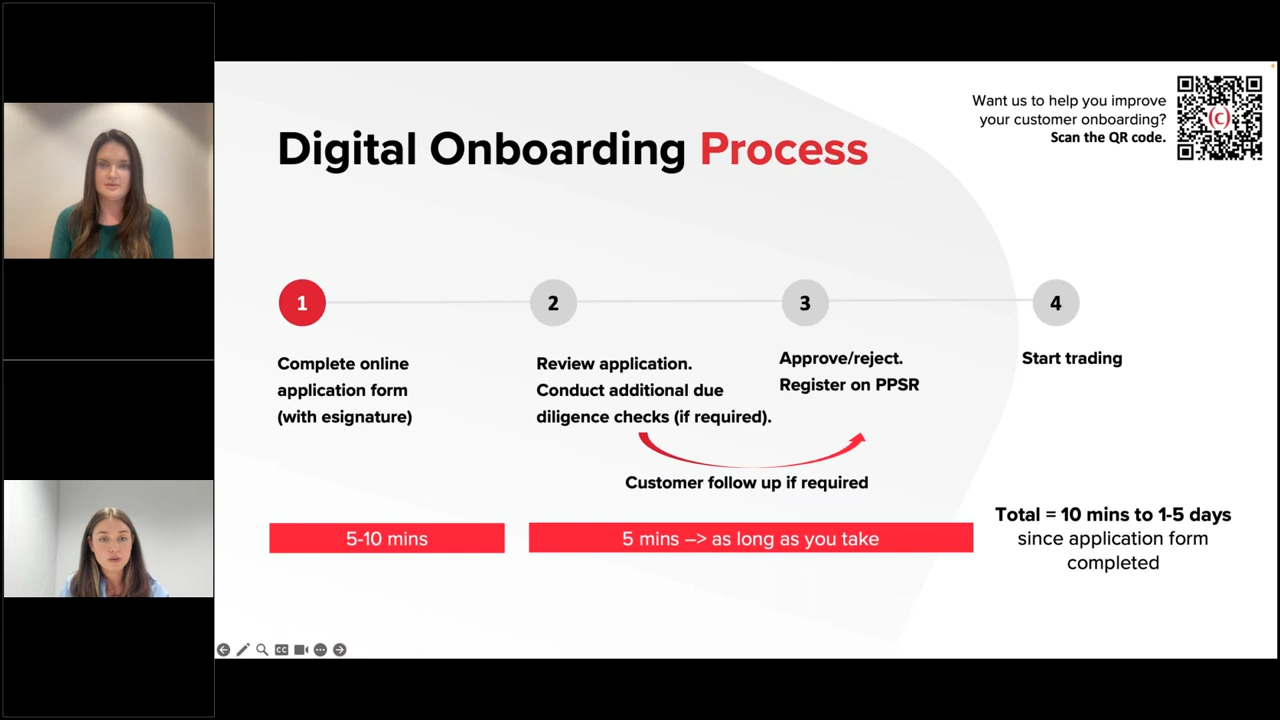 Want us to help you improve
your customer onboarding?
Scan the QR code.
(c)
Digital Onboarding Process
1
2
3
4
Complete online
application form
(with esignature)
Review application.
Conduct additional due
diligence checks (if required).
Approve/reject.
Register on PPSR
Start trading
Customer follow up if required
5-10 mins
5 mins –> as long as you take
Total = 10 mins to 1-5 days
since application form
completed
CC